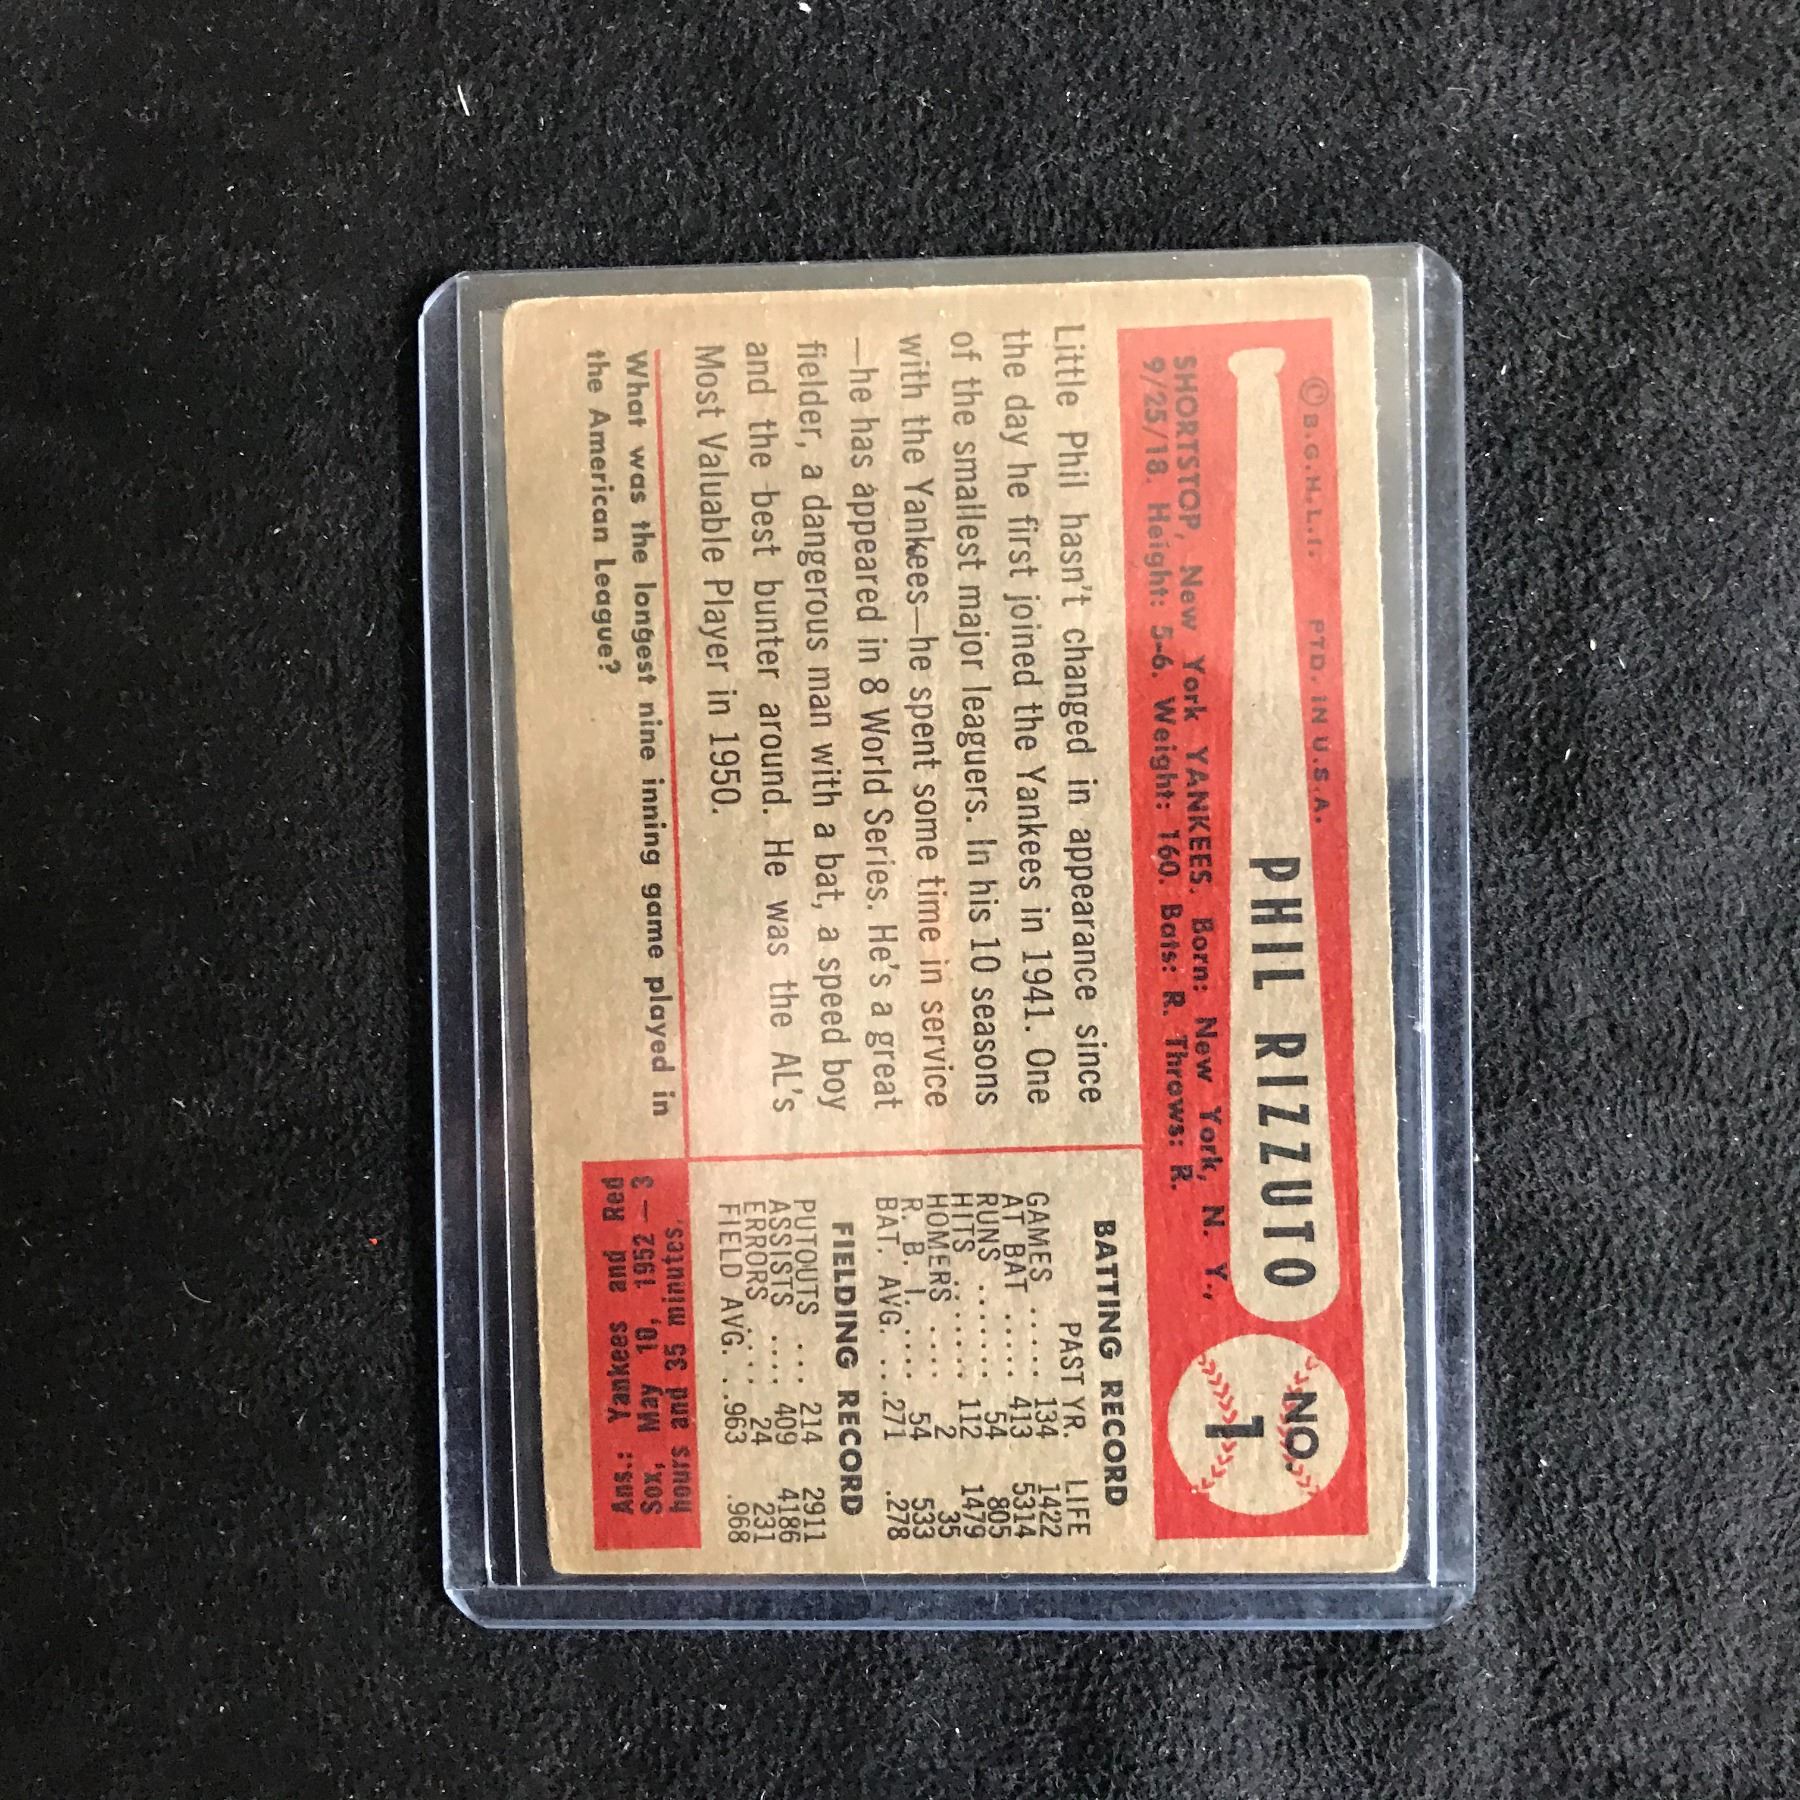 © B.G.H.L.I. PTD. IN U.S.A.
PHIL RIZZUTO
NO.
1
SHORTSTOP, New York YANKEES. Born: New York, N. Y.,
9/25/18. Height: 5-6. Weight: 160. Bats: R. Throws: R.
Little Phil hasn't changed in appearance since
the day he first joined the Yankees in 1941. One
of the smallest major leaguers. In his 10 seasons
with the Yankees—he spent some time in service
—he has appeared in 8 World Series. He's a great
fielder, a dangerous man with a bat, a speed boy
and the best bunter around. He was the AL's
Most Valuable Player in 1950.
BATTING RECORD
PAST YR. LIFE
GAMES ..... 134 1422
AT BAT ..... 413 5314
RUNS ....... 54 805
HITS ....... 112 1479
HOMERS .... 2 35
R. B. I. .... 54 533
BAT. AVG. ... .271 .278
FIELDING RECORD
PUTOUTS ... 214 2911
ASSISTS .... 409 4186
ERRORS .... 24 231
FIELD AVG. .. .963 .968
What was the longest nine inning game played in
the American League?
Ans.: Yankees and Red
Sox, May 10, 1952 — 3
hours and 35 minutes.